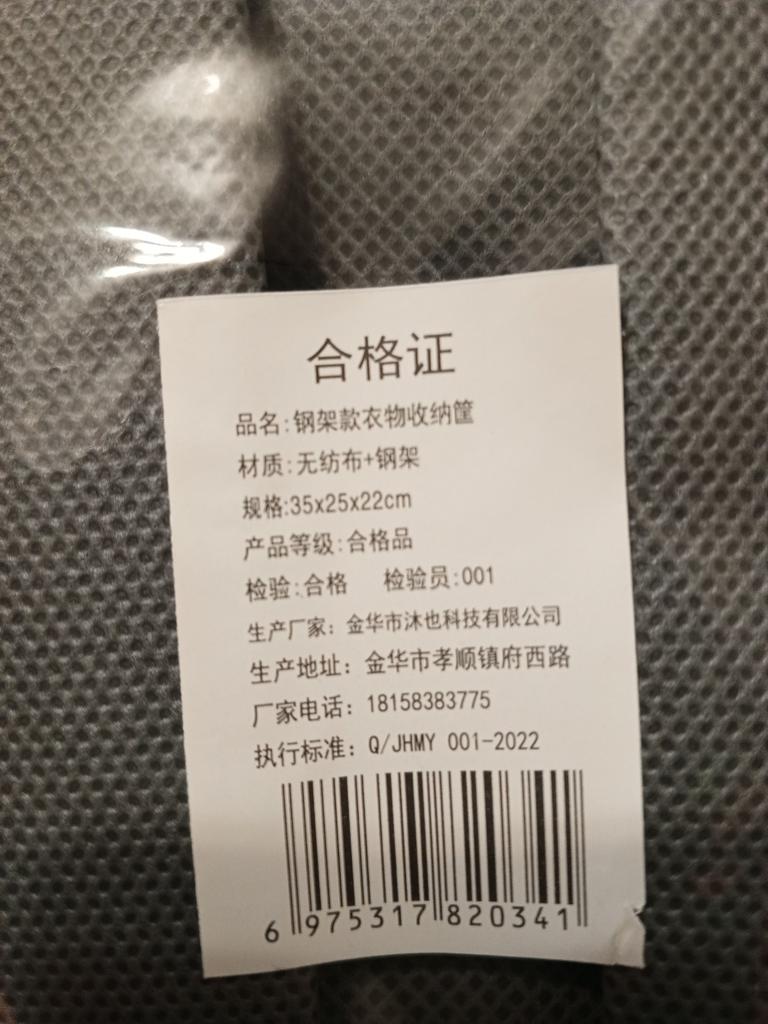 合格证
品名:钢架款衣物收纳筐
材质:无纺布+钢架
规格:35x25x22cm
产品等级:合格品
检验:合格 检验员:001
生产厂家：金华市沐也科技有限公司
生产地址：金华市孝顺镇府西路
厂家电话：18158383775
执行标准：Q/JHMY 001-2022
6 975317 820341